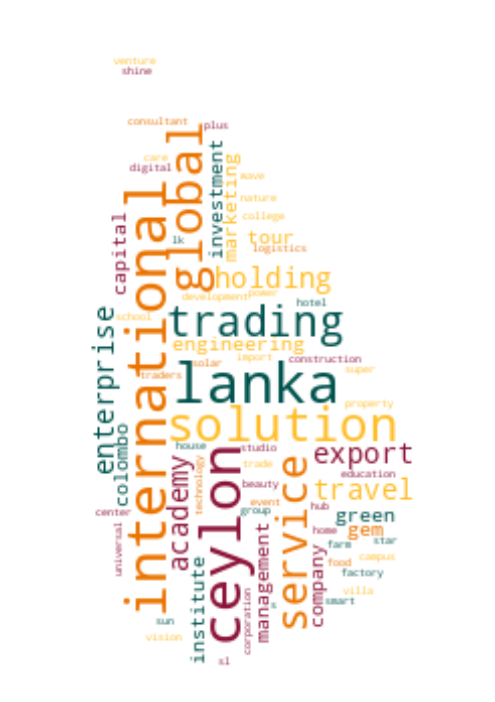 venture
shine
consultant
plus
global
care
digital
investment
marketing
wave
international
nature
college
capital
lk
tour
logistics
holding
development
power
hotel
trading
school
enterprise
engineering
import
construction
solar
super
traders
lanka
property
solution
colombo
house
studio
export
ceylon
academy
technology
trade
service
education
beauty
travel
event
hub
center
group
green
universal
management
home
gem
star
farm
company
institute
food
campus
factory
corporation
villa
s
smart
sun
vision
sl